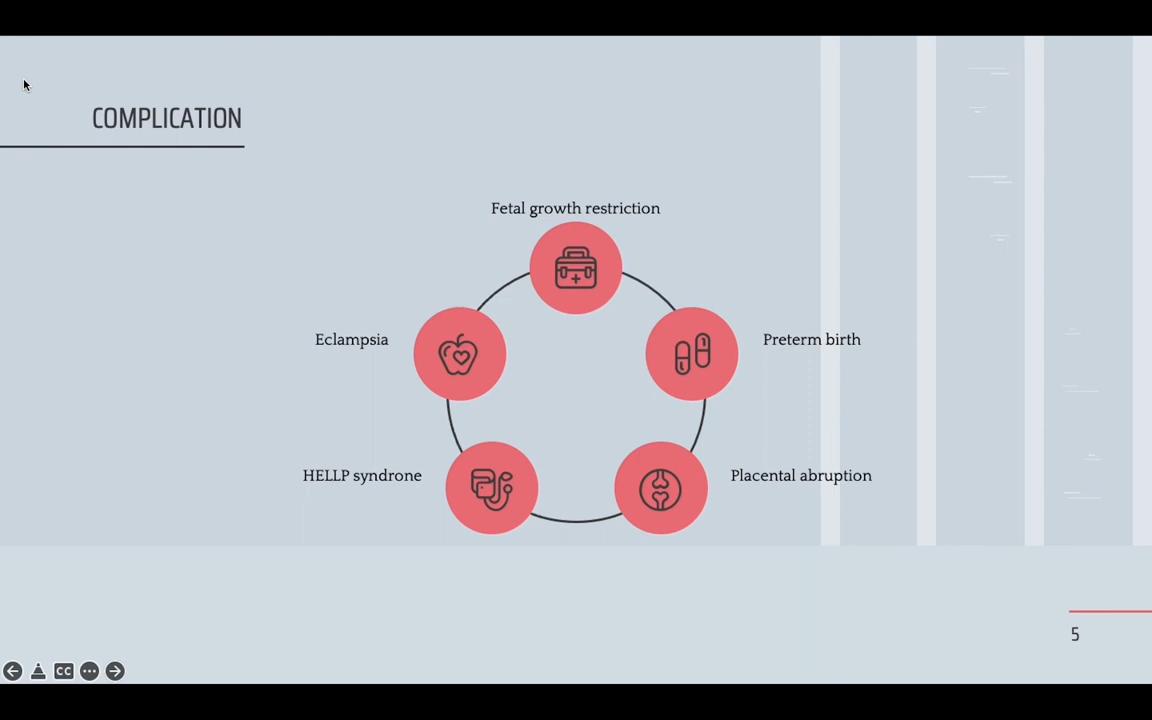 COMPLICATION
Fetal growth restriction
Eclampsia
Preterm birth
HELLP syndrone
Placental abruption
5
CC